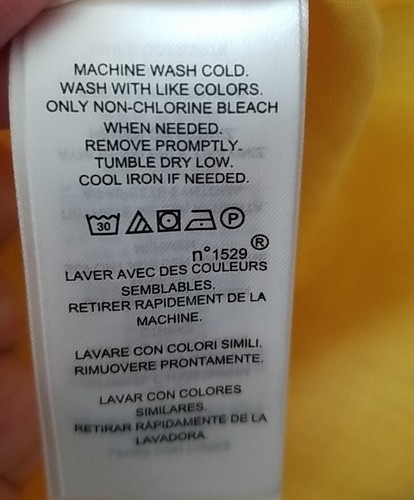 MACHINE WASH COLD.
WASH WITH LIKE COLORS.
ONLY NON-CHLORINE BLEACH
WHEN NEEDED.
REMOVE PROMPTLY.
TUMBLE DRY LOW.
COOL IRON IF NEEDED.
30 P
n°1529 ®
LAVER AVEC DES COULEURS
SEMBLABLES.
RETIRER RAPIDEMENT DE LA
MACHINE.
LAVARE CON COLORI SIMILI.
RIMUOVERE PRONTAMENTE.
LAVAR CON COLORES
SIMILARES.
RETIRAR RÁPIDAMENTE DE LA
LAVADORA